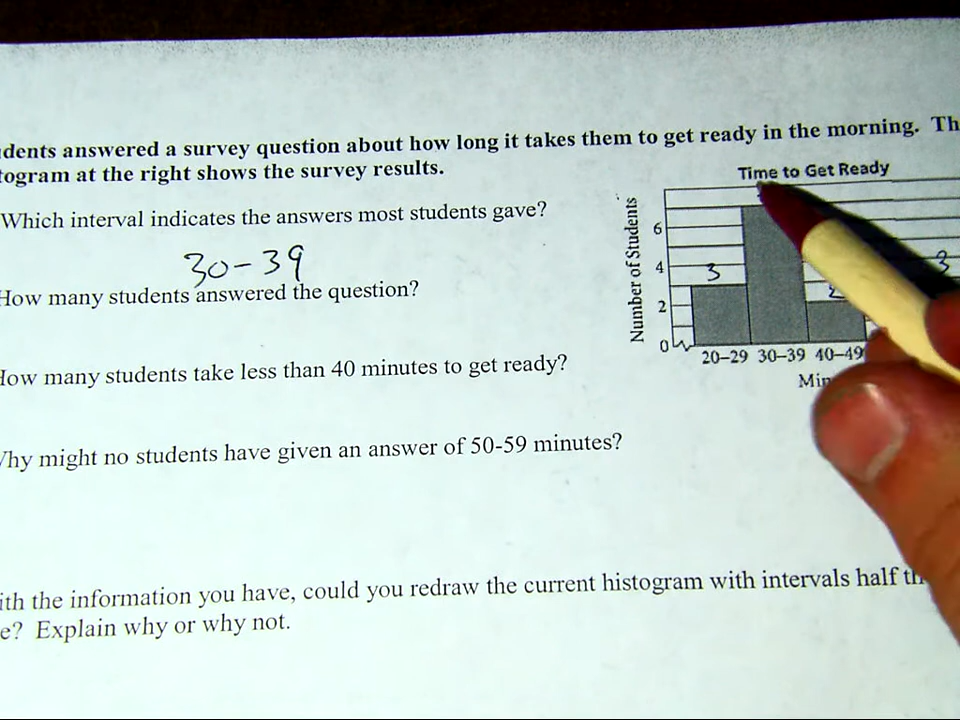 dents answered a survey question about how long it takes them to get ready in the morning. Th
togram at the right shows the survey results.
Time to Get Ready
Which interval indicates the answers most students gave?
30-39
How many students answered the question?
How many students take less than 40 minutes to get ready?
Why might no students have given an answer of 50-59 minutes?
Number of Students
6
4
2
0
3
2
3
20–29 30–39 40–49
Min
ith the information you have, could you redraw the current histogram with intervals half th
e? Explain why or why not.